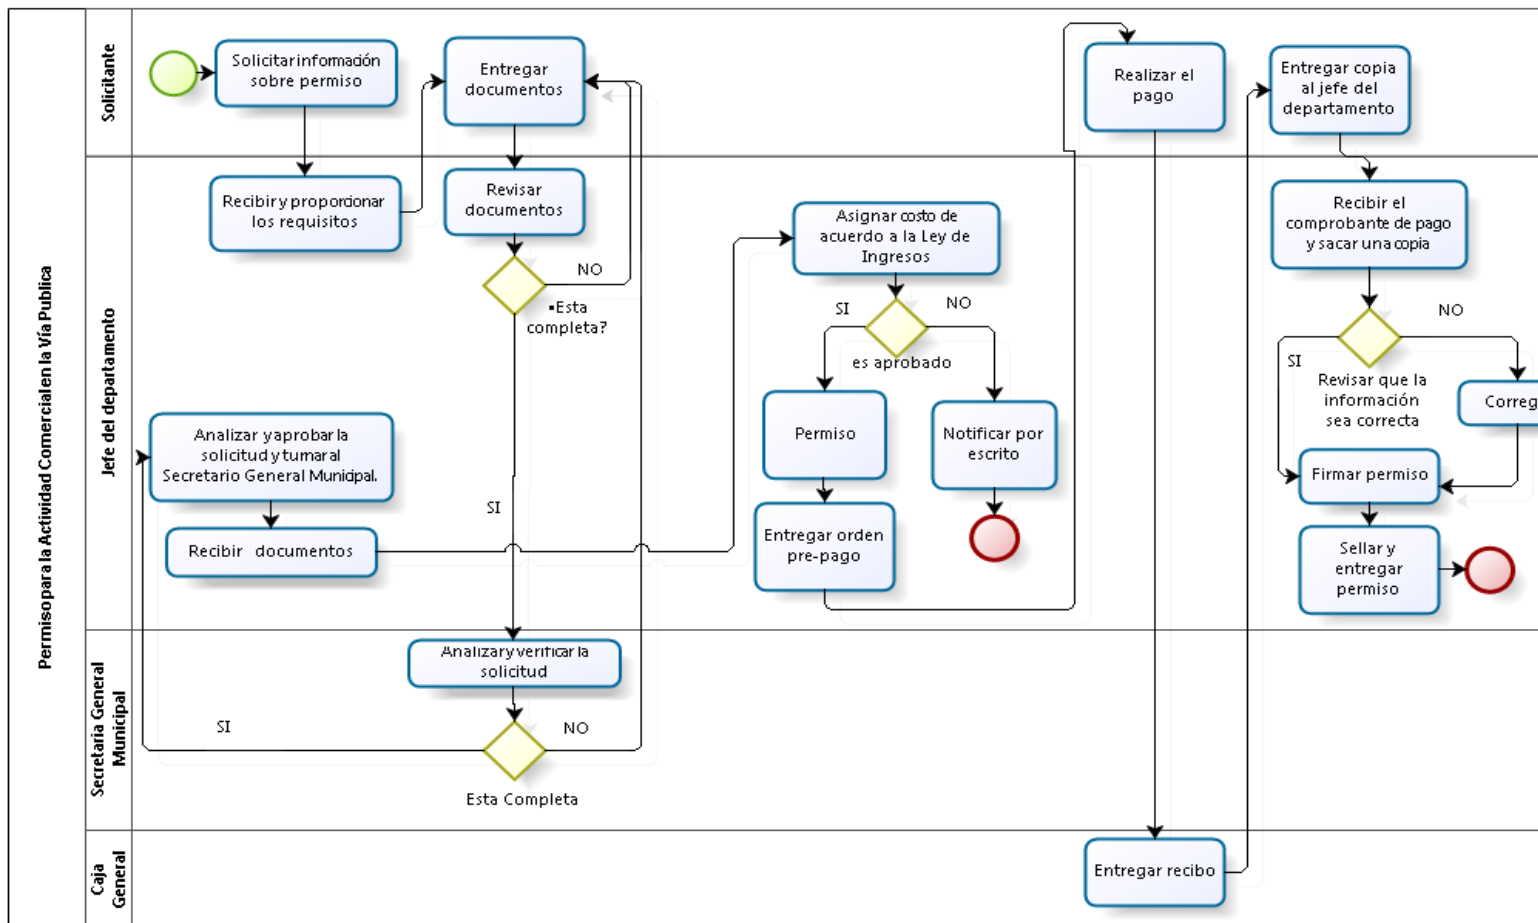 Permiso para la Actividad Comercial en la Vía Publica
Solicitante
Solicitar información
sobre permiso
Entregar
documentos
Realizar el
pago
Entregar copia
al jefe del
departamento
Jefe del departamento
Recibir y proporcionar
los requisitos
Revisar
documentos
NO
▪Esta
completa?
SI
Analizar y aprobar la
solicitud y turnar al
Secretario General Municipal.
Recibir documentos
Asignar costo de
acuerdo a la Ley de
Ingresos
SI
NO
es aprobado
Permiso
Notificar por
escrito
Entregar orden
pre-pago
Recibir el
comprobante de pago
y sacar una copia
NO
SI
Revisar que la
información
sea correcta
Correg
Firmar permiso
Sellar y
entregar
permiso
Secretaria General
Municipal
Analizar y verificar la
solicitud
SI
NO
Esta Completa
Caja
General
Entregar recibo